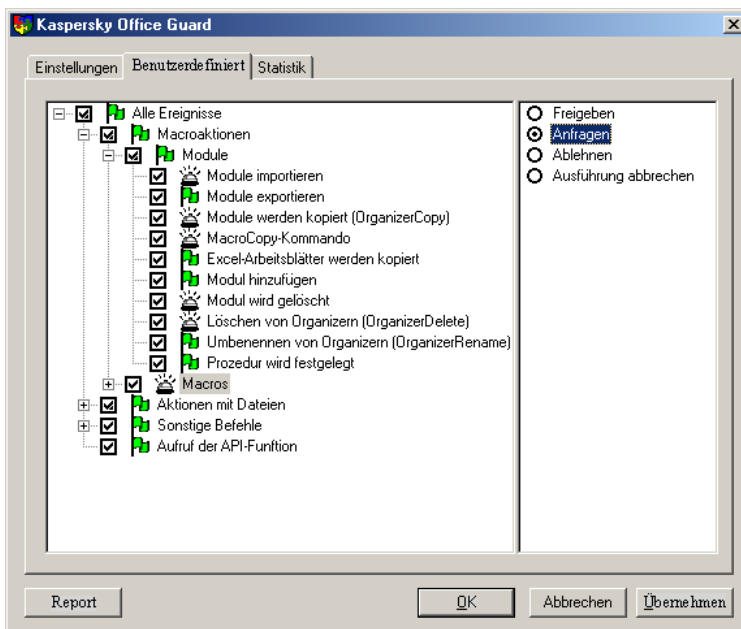 Kaspersky Office Guard
Einstellungen
Benutzerdefiniert
Statistik
Alle Ereignisse
Macroaktionen
Module
Module importieren
Module exportieren
Module werden kopiert (OrganizerCopy)
MacroCopy-Kommando
Excel-Arbeitsblätter werden kopiert
Modul hinzufügen
Modul wird gelöscht
Löschen von Organizern (OrganizerDelete)
Umbenennen von Organizern (OrganizerRename)
Prozedur wird festgelegt
Macros
Aktionen mit Dateien
Sonstige Befehle
Aufruf der API-Funftion
Freigeben
Anfragen
Ablehnen
Ausführung abbrechen
Report
OK
Abbrechen
Übernehmen